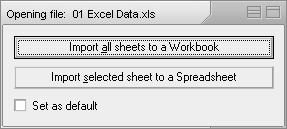 Opening file:  01 Excel Data.xls
Import all sheets to a Workbook
Import selected sheet to a Spreadsheet
Set as default